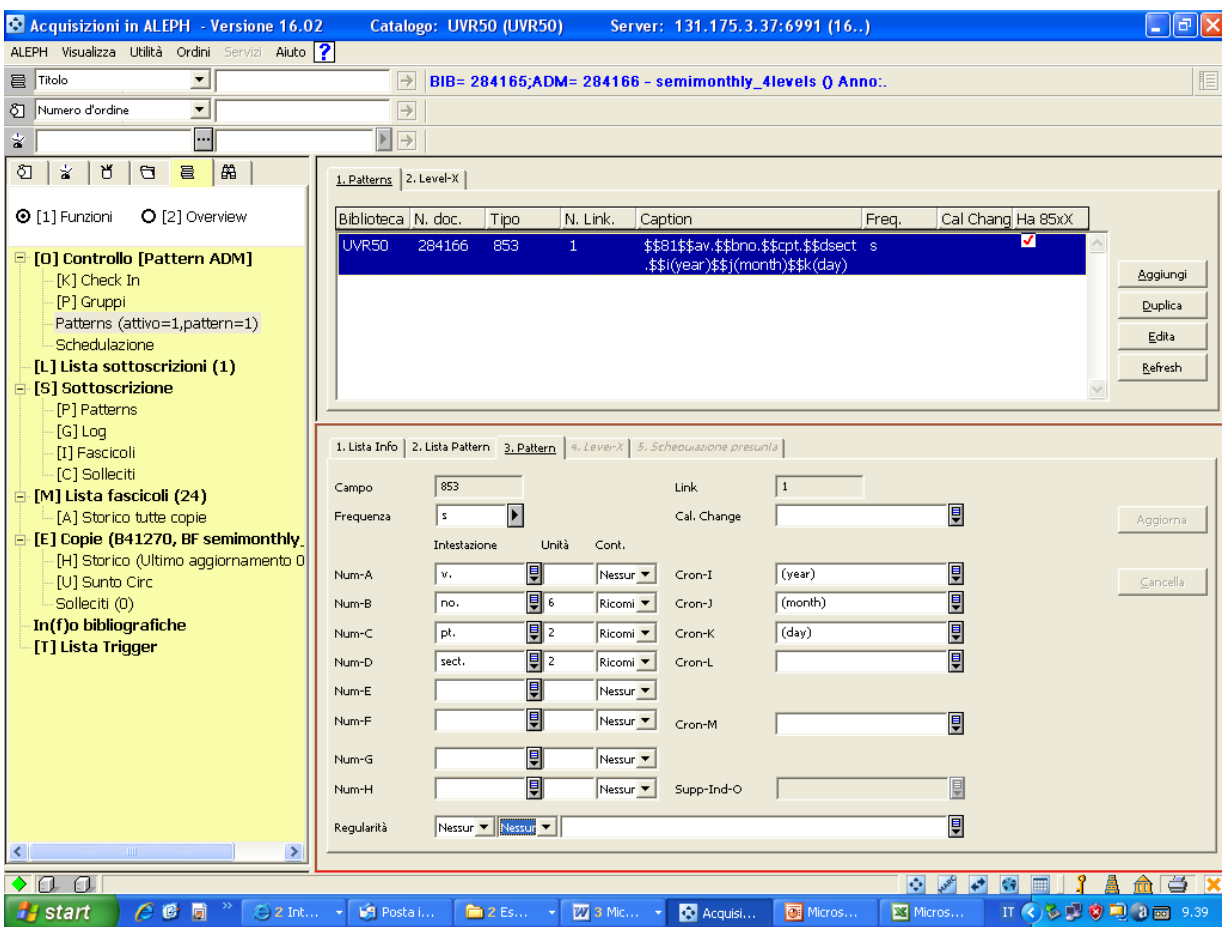 Acquisizioni in ALEPH - Versione 16.02 Catalogo: UVR50 (UVR50) Server: 131.175.3.37:6991 (16..)
ALEPH Visualizza Utilità Ordini Servizi Aiuto ?
Titolo BIB= 284165;ADM= 284166 - semimonthly_4levels () Anno:.
Numero d'ordine
[1] Funzioni [2] Overview
[O] Controllo [Pattern ADM]
[K] Check In
[P] Gruppi
Patterns (attivo=1,pattern=1)
Schedulazione
[L] Lista sottoscrizioni (1)
[S] Sottoscrizione
[P] Patterns
[G] Log
[I] Fascicoli
[C] Solleciti
[M] Lista fascicoli (24)
[A] Storico tutte copie
[E] Copie (B41270, BF semimonthly_
[H] Storico (Ultimo aggiornamento 0
[U] Sunto Circ
Solleciti (0)
In(f)o bibliografiche
[T] Lista Trigger
1. Patterns 2. Level-X
Biblioteca N. doc. Tipo N. Link. Caption Freq. Cal Chang Ha 85xX
UVR50 284166 853 1 $$81$$av.$$bno.$$cpt.$$dsect s
.$$i(year)$$j(month)$$k(day)
Aggiungi
Duplica
Edita
Refresh
1. Lista Info 2. Lista Pattern 3. Pattern 4. Level-X 5. Schedulazione presunta
Campo 853 Link 1
Frequenza s Cal. Change Aggiorna
Intestazione Unità Cont.
Num-A v. Nessur Cron-I (year) Cancella
Num-B no. 6 Ricomi Cron-J (month)
Num-C pt. 2 Ricomi Cron-K (day)
Num-D sect. 2 Ricomi Cron-L
Num-E Nessur
Num-F Nessur Cron-M
Num-G Nessur
Num-H Nessur Supp-Ind-O
Regularità Nessur Nessur
start 2 Int... Posta i... 2 Es... 3 Mic... Acquisi... Micros... Micros... IT 9.39